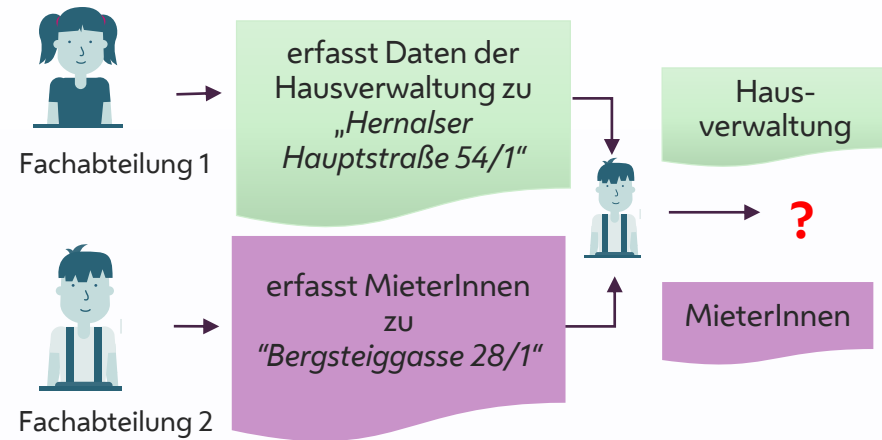 Fachabteilung 1
erfasst Daten der
Hausverwaltung zu
„Hernalser
Hauptstraße 54/1“
Haus-
verwaltung
?
Fachabteilung 2
erfasst MieterInnen
zu
“Bergsteiggasse 28/1“
MieterInnen